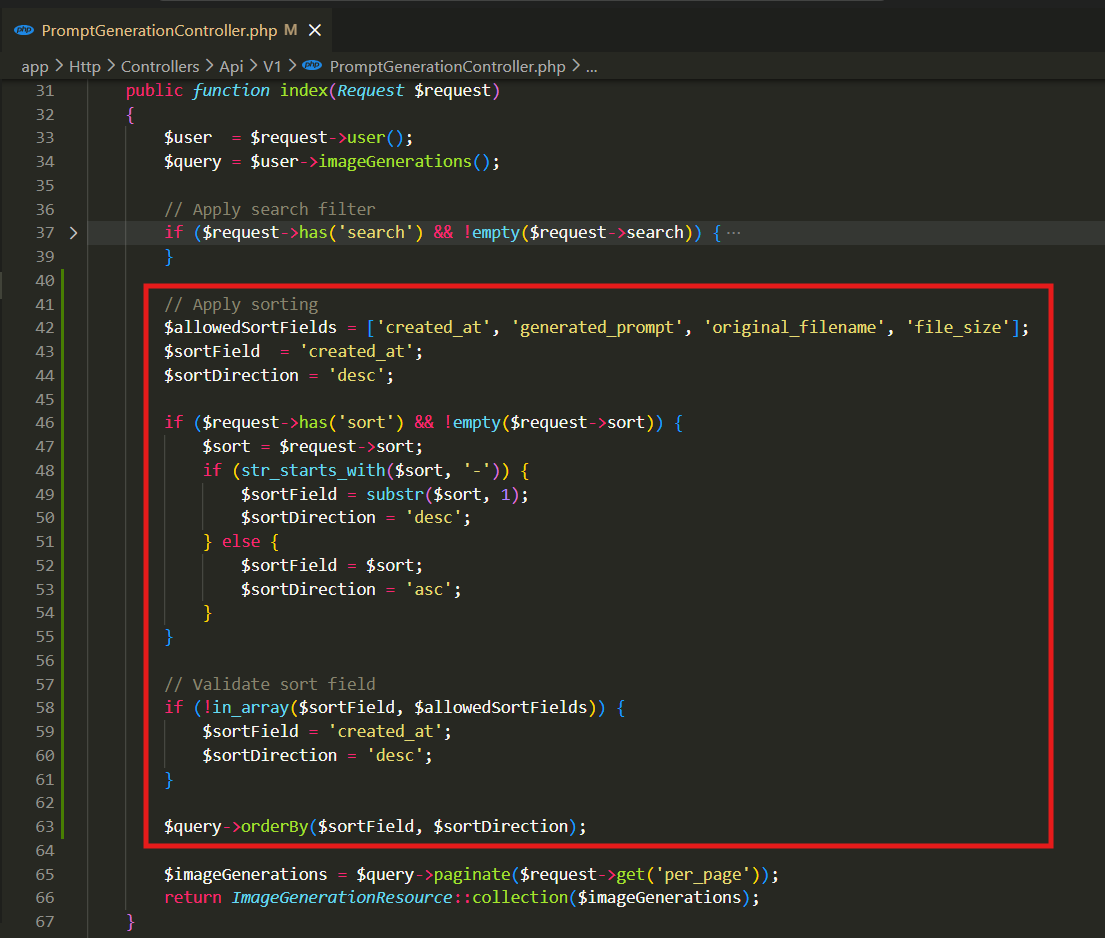 php PromptGenerationController.php M ×
app > Http > Controllers > Api > V1 > php PromptGenerationController.php > ...
31 public function index(Request $request)
32 {
33 $user  = $request->user();
34 $query = $user->imageGenerations();
35
36 // Apply search filter
37 > if ($request->has('search') && !empty($request->search)) { ···
39 }
40
41 // Apply sorting
42 $allowedSortFields = ['created_at', 'generated_prompt', 'original_filename', 'file_size'];
43 $sortField  = 'created_at';
44 $sortDirection = 'desc';
45
46 if ($request->has('sort') && !empty($request->sort)) {
47 $sort = $request->sort;
48 if (str_starts_with($sort, '-')) {
49 $sortField = substr($sort, 1);
50 $sortDirection = 'desc';
51 } else {
52 $sortField = $sort;
53 $sortDirection = 'asc';
54 }
55 }
56
57 // Validate sort field
58 if (!in_array($sortField, $allowedSortFields)) {
59 $sortField = 'created_at';
60 $sortDirection = 'desc';
61 }
62
63 $query->orderBy($sortField, $sortDirection);
64
65 $imageGenerations = $query->paginate($request->get('per_page'));
66 return ImageGenerationResource::collection($imageGenerations);
67 }